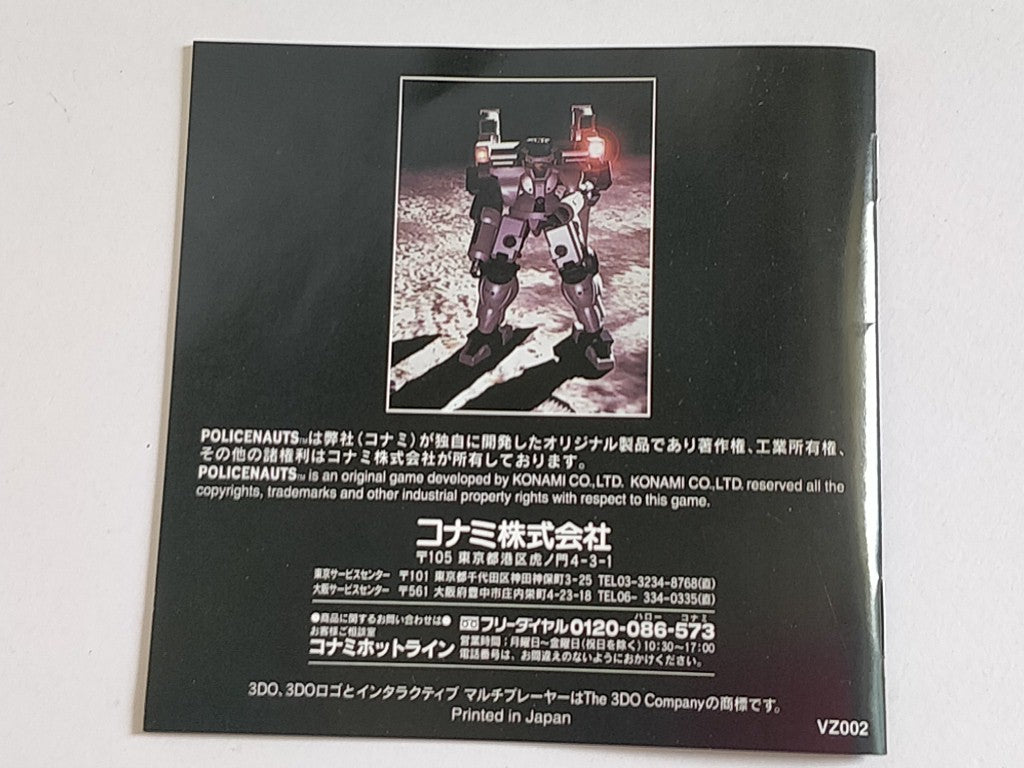 POLICENAUTS™は弊社(コナミ)が独自に開発したオリジナル製品であり著作権、工業所有権、
その他の諸権利はコナミ株式会社が所有しております。
POLICENAUTS™ is an original game developed by KONAMI CO.,LTD. KONAMI CO.,LTD. reserved all the
copyrights, trademarks and other industrial property rights with respect to this game.
コナミ株式会社
〒105 東京都港区虎ノ門4-3-1
東京サービスセンター 〒101 東京都千代田区神田神保町3-25 TEL03-3234-8768(直)
大阪サービスセンター 〒561 大阪府豊中市庄内栄町4-23-18 TEL06- 334-0335(直)
●商品に関するお問い合わせは●
お客様ご相談室
コナミホットライン
ハロー コナミ
フリーダイヤル0120-086-573
営業時間:月曜日~金曜日(祝日を除く)10:30~17:00
電話番号は、お間違えのないようにおかけください。
3DO、3DOロゴとインタラクティブ マルチプレーヤーはThe 3DO Companyの商標です。
Printed in Japan
VZ002